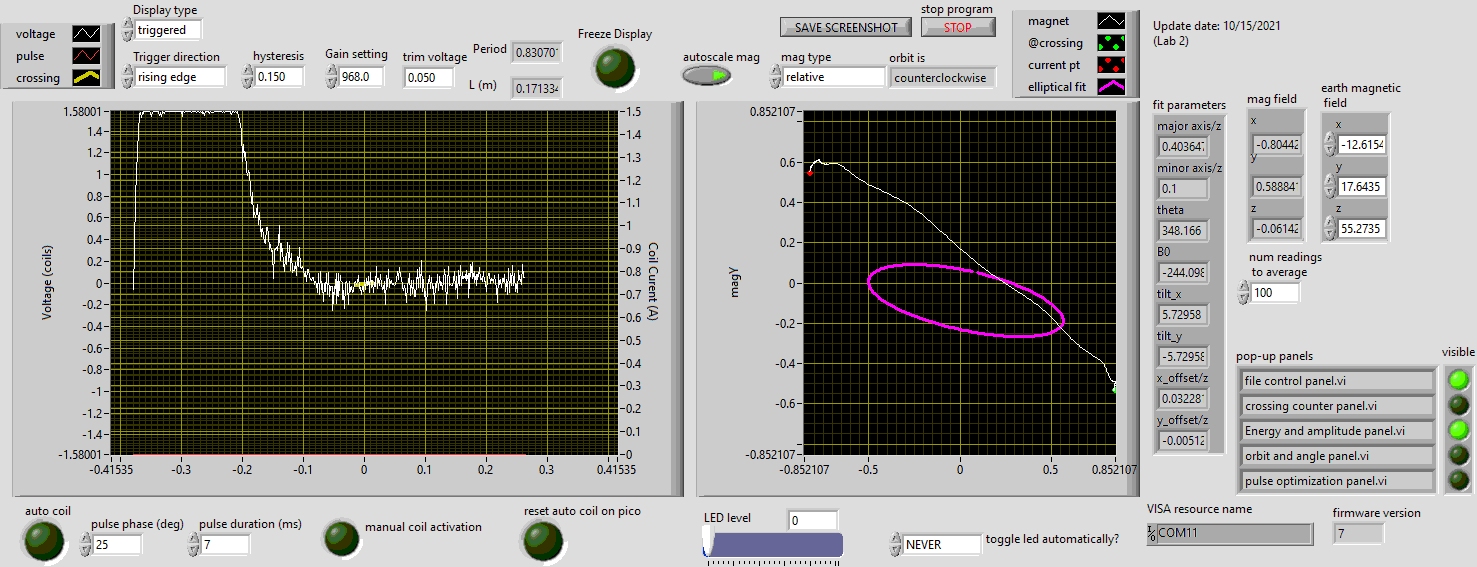 voltage
pulse
crossing
Display type
triggered
Trigger direction
rising edge
hysteresis
0.150
Gain setting
968.0
trim voltage
0.050
Period
0.83070
L (m)
0.17133
Freeze Display
SAVE SCREENSHOT
stop program
STOP
autoscale mag
mag type
relative
orbit is
counterclockwise
magnet
@crossing
current pt
elliptical fit
Update date: 10/15/2021
(Lab 2)
Voltage (coils)
1.58001
1.4
1.2
1
0.8
0.6
0.4
0.2
0
-0.2
-0.4
-0.6
-0.8
-1
-1.2
-1.4
-1.58001
-0.41535
-0.3
-0.2
-0.1
0
0.1
0.2
0.3
0.41535
1.5
1.4
1.3
1.2
1.1
1
0.9
0.8
0.7
0.6
0.5
0.4
0.3
0.2
0.1
0
Coil Curent (A)
magy
0.852107
0.6
0.4
0.2
0
-0.2
-0.4
-0.6
-0.852107
-0.852107
-0.5
0
0.5
0.852107
fit parameters
major axis/z
0.40364
minor axis/z
0.1
theta
348.166
B0
-244.098
tilt_x
5.72958
tilt_y
-5.72958
x_offset/z
0.03228
y_offset/z
-0.00512
mag field
x
-0.80442
y
0.58884
z
-0.06142
earth magnetic
field
x
-12.6154
y
17.6435
z
55.2735
num readings
to average
100
pop-up panels
visible
file control panel.vi
crossing counter panel.vi
Energy and amplitude panel.vi
orbit and angle panel.vi
pulse optimization panel.vi
auto coil
pulse phase (deg)
25
pulse duration (ms)
7
manual coil activation
reset auto coil on pico
LED level
0
NEVER
toggle led automatically?
VISA resource name
COM11
firmware version
7